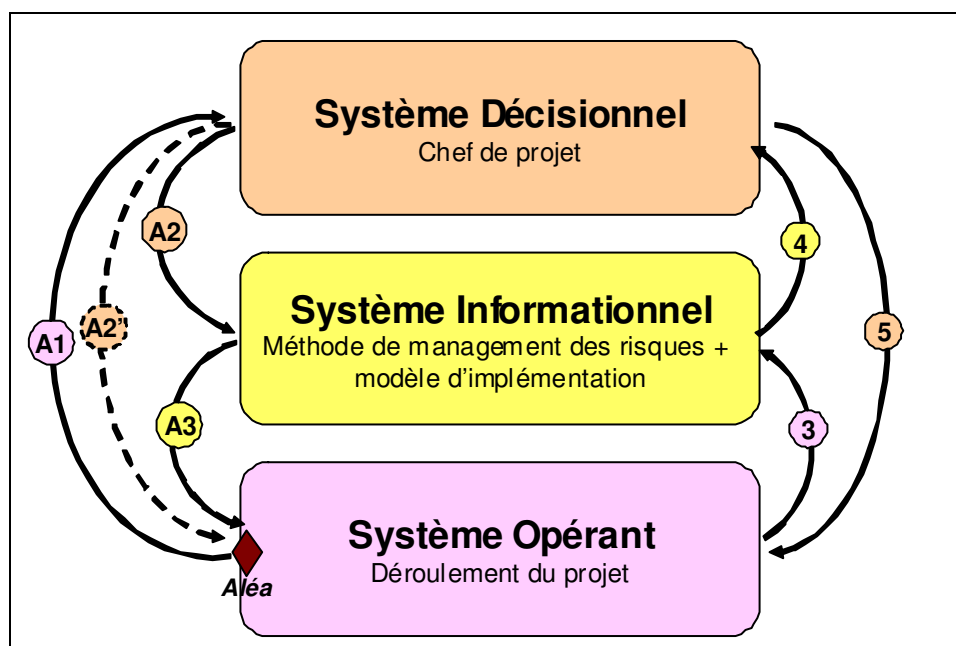 Système Décisionnel
Chef de projet
A2
4
Système Informationnel
Méthode de management des risques +
modèle d'implémentation
A2'
A1
5
A3
3
Système Opérant
Déroulement du projet
Aléa